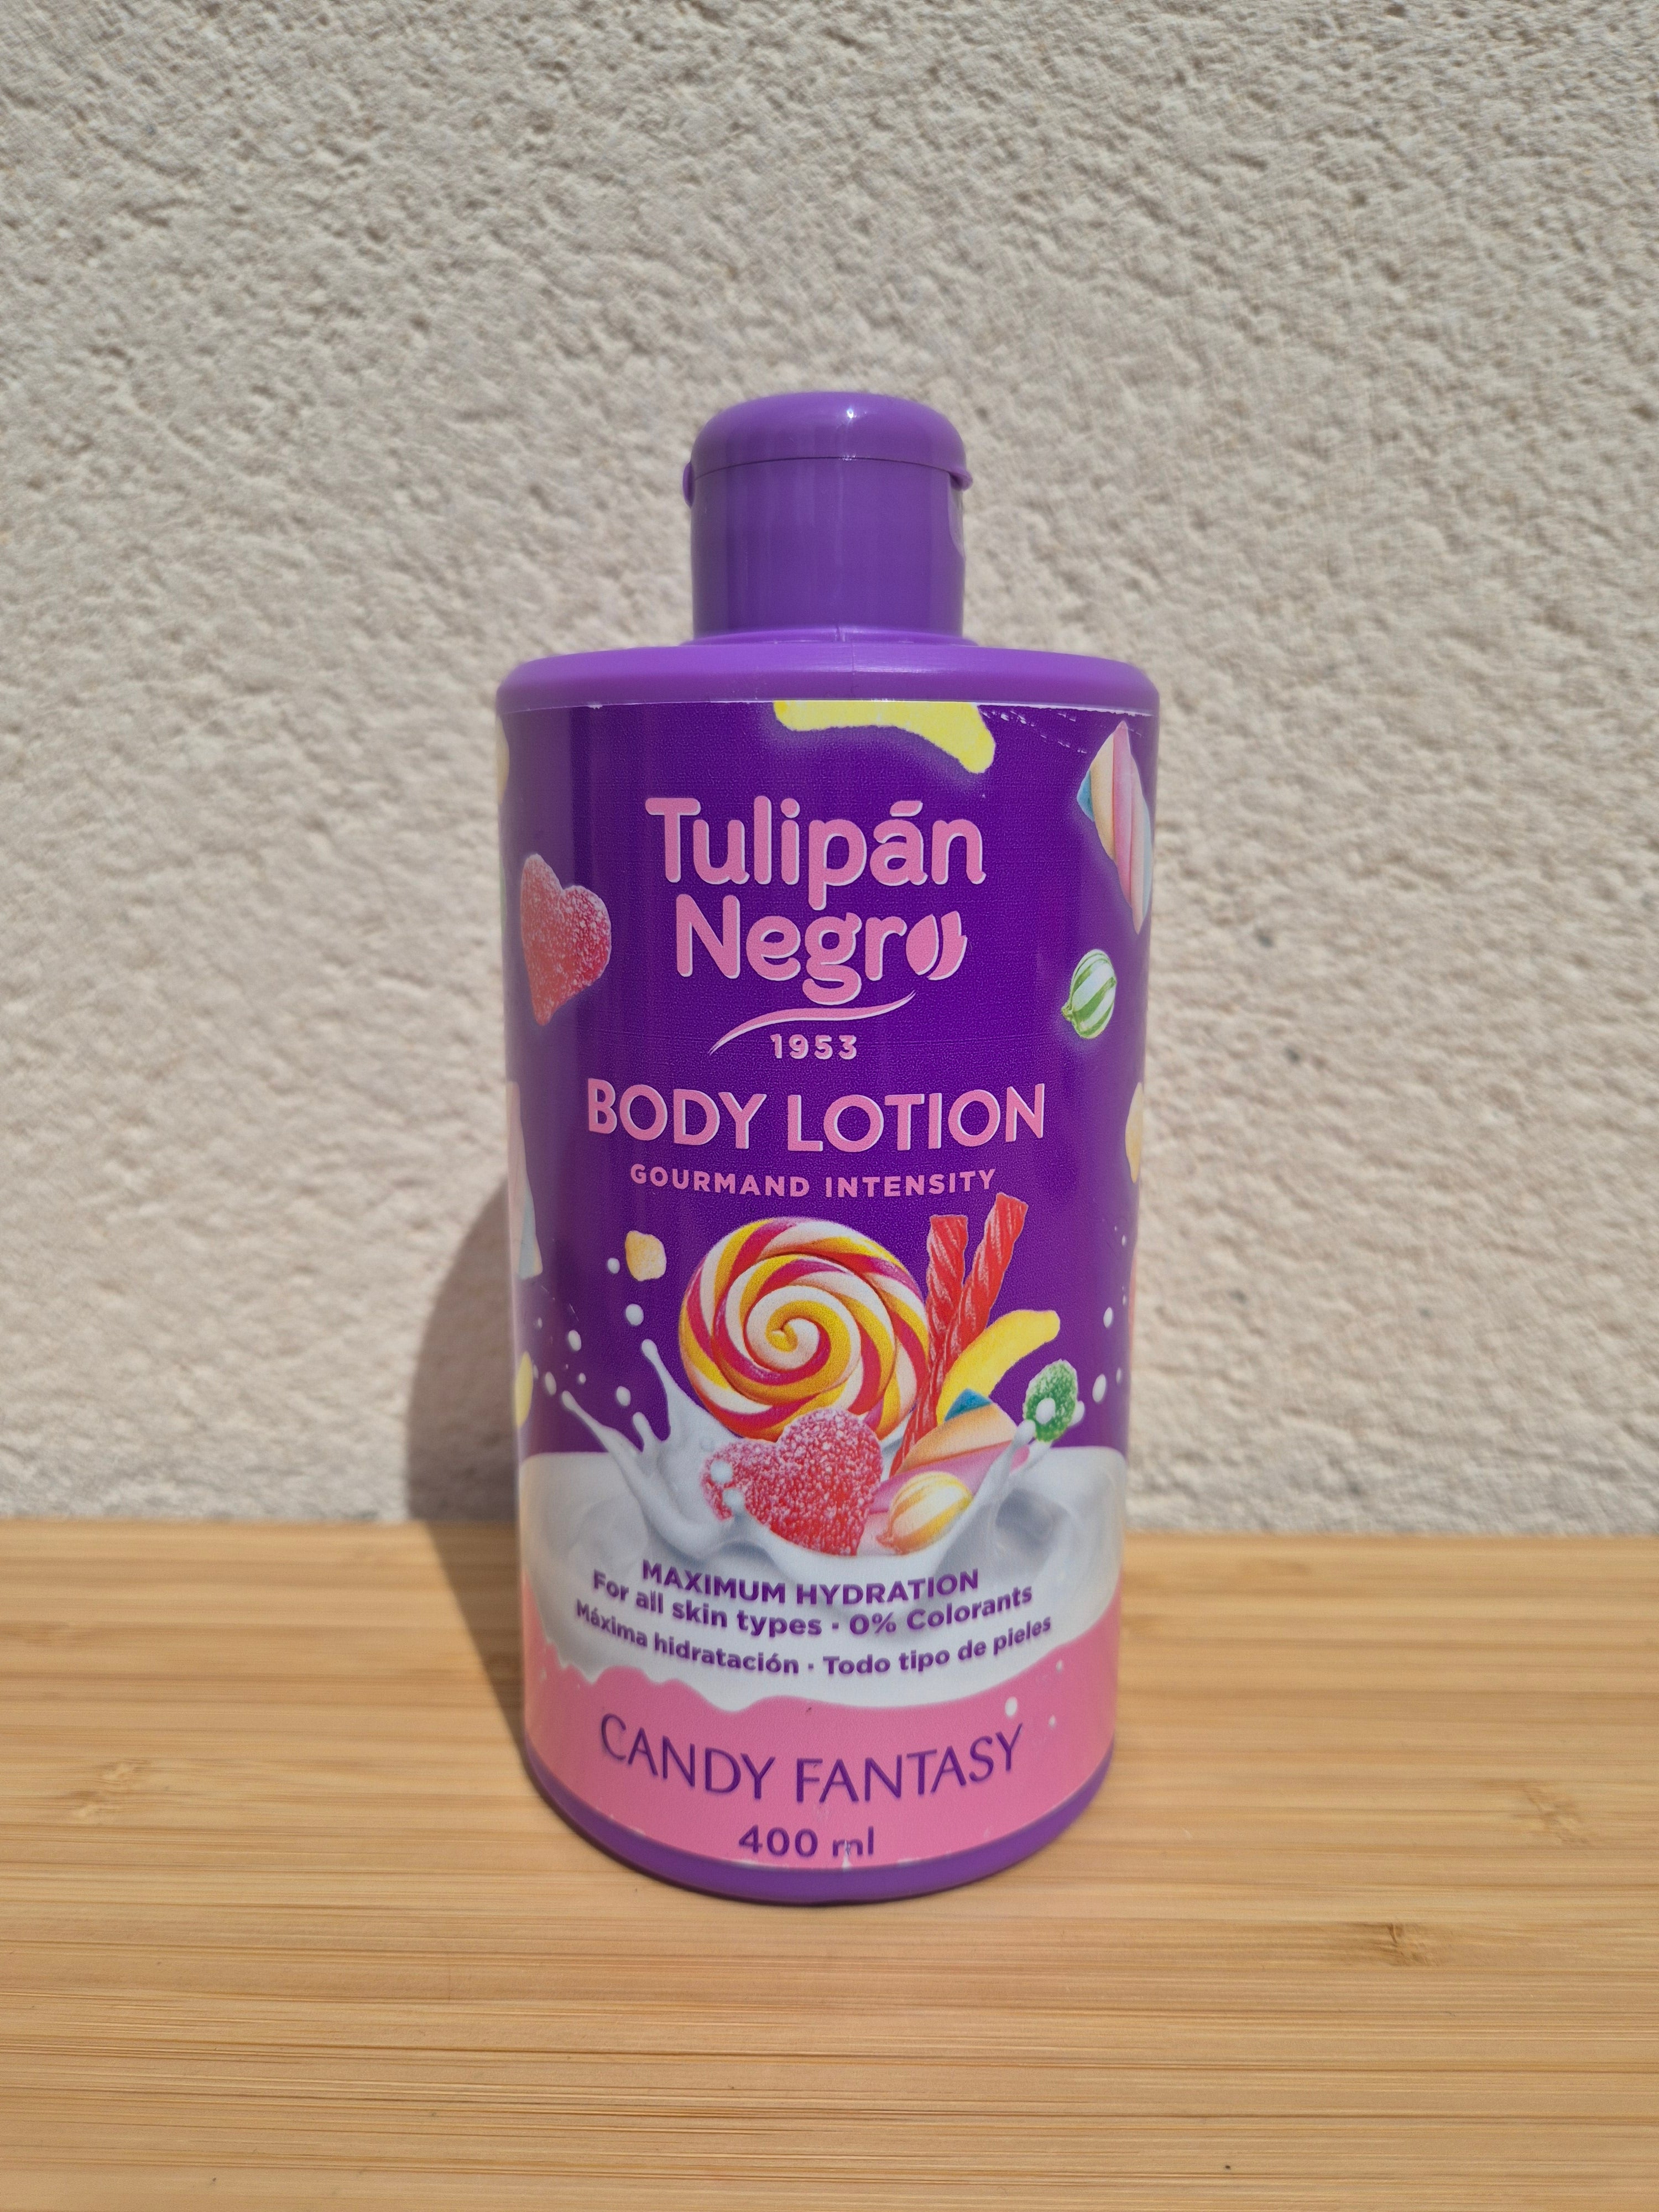 Tulipán
Negro
1953
BODY LOTION
GOURMAND INTENSITY
MAXIMUM HYDRATION
For all skin types · 0% Colorants
Máxima hidratación · Todo tipo de pieles
CANDY FANTASY
400 ml